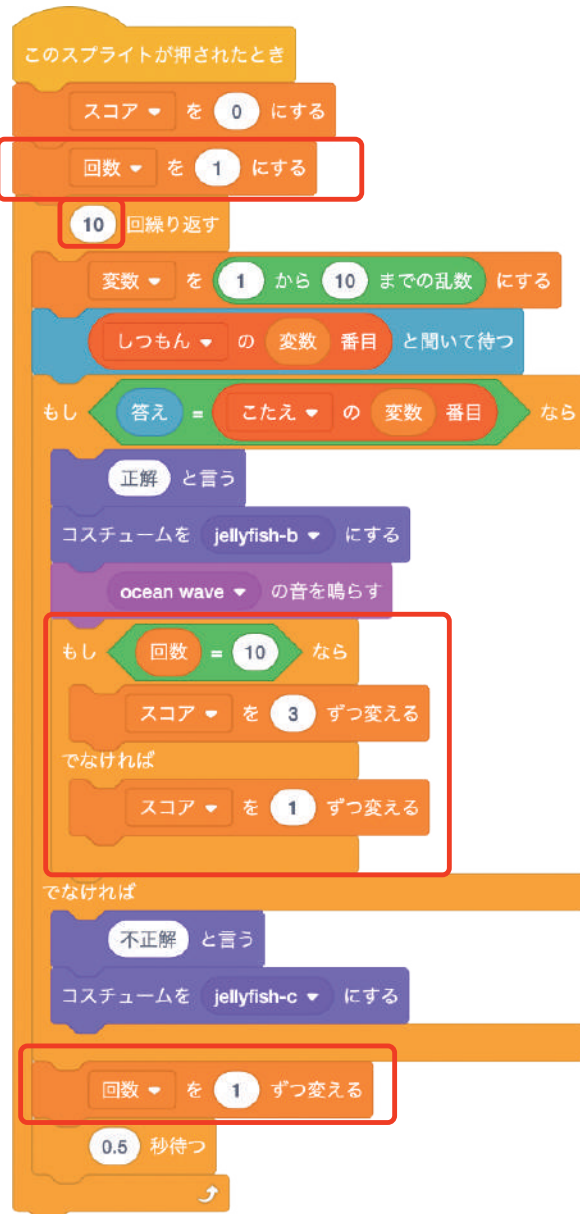 このスプライトが押されたとき
スコア を 0 にする
回数 を 1 にする
10 回繰り返す
変数 を 1 から 10 までの乱数 にする
しつもん の 変数 番目 と聞いて待つ
もし 答え = こたえ の 変数 番目 なら
正解 と言う
コスチュームを jellyfish-b にする
ocean wave の音を鳴らす
もし 回数 = 10 なら
スコア を 3 ずつ変える
でなければ
スコア を 1 ずつ変える
でなければ
不正解 と言う
コスチュームを jellyfish-c にする
回数 を 1 ずつ変える
0.5 秒待つ